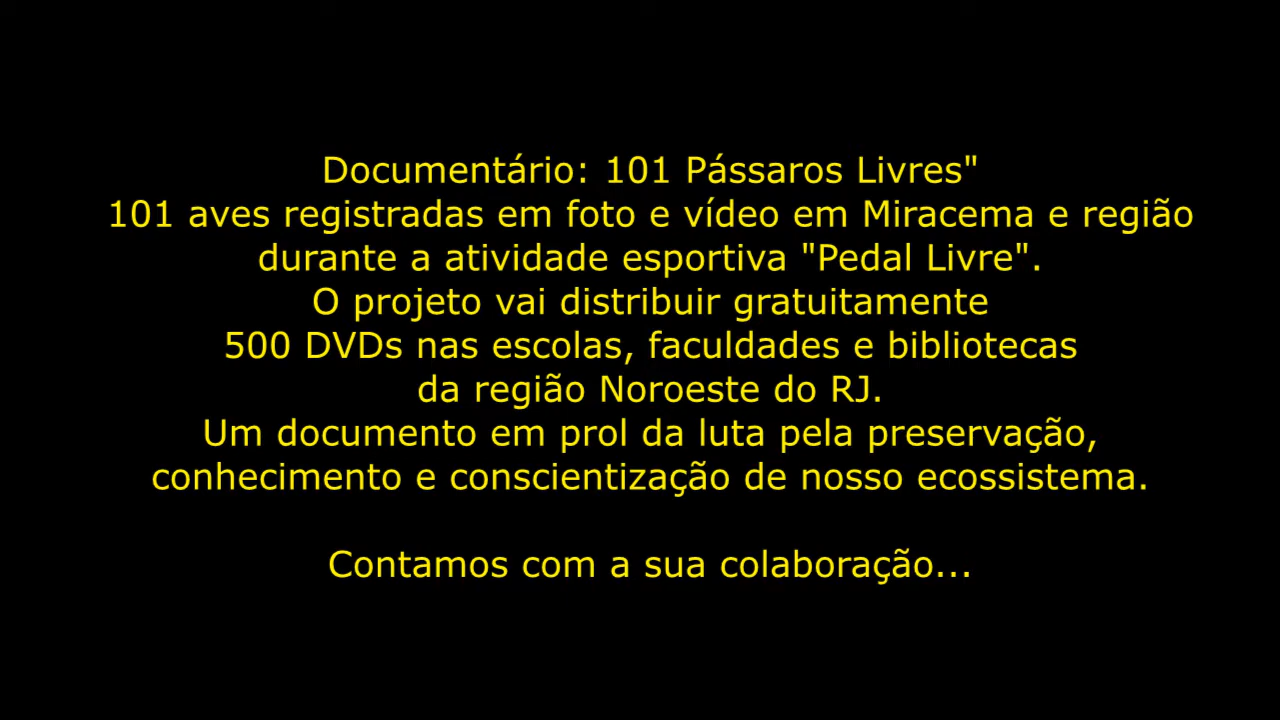 Documentário: 101 Pássaros Livres"
101 aves registradas em foto e vídeo em Miracema e região
durante a atividade esportiva "Pedal Livre".
O projeto vai distribuir gratuitamente
500 DVDs nas escolas, faculdades e bibliotecas
da região Noroeste do RJ.
Um documento em prol da luta pela preservação,
conhecimento e conscientização de nosso ecossistema.
Contamos com a sua colaboração...